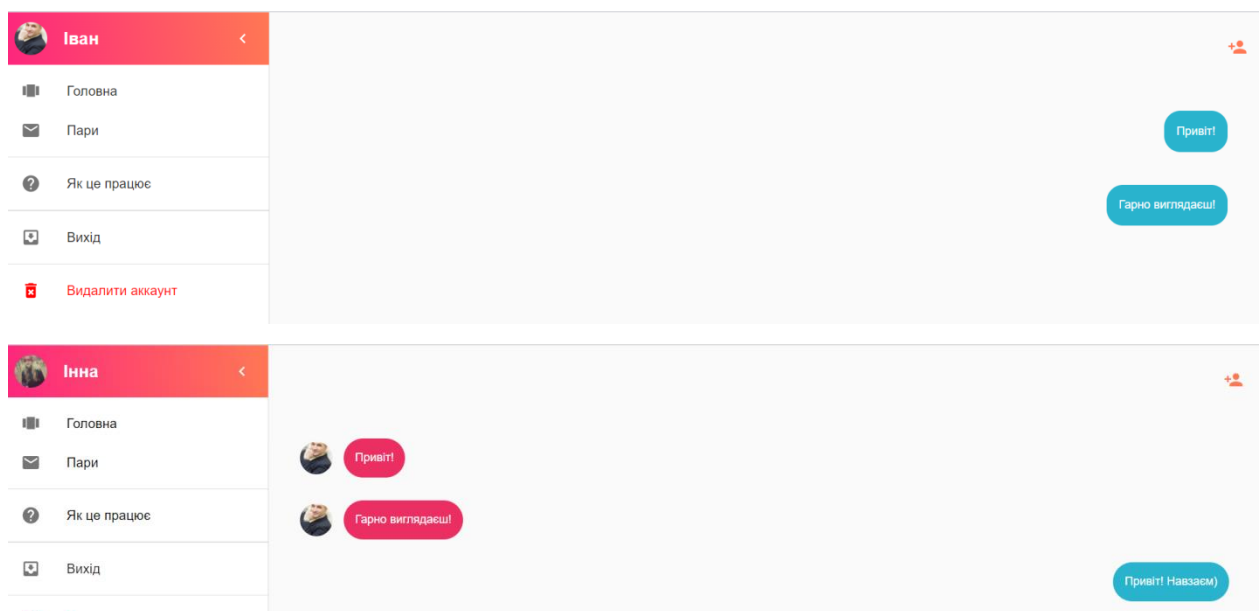 Іван
Головна
Пари
Привіт!
Як це працює
Гарно виглядаєш!
Вихід
Видалити аккаунт
Інна
Головна
Привіт!
Пари
Як це працює
Гарно виглядаєш!
Вихід
Привіт! Навзаєм)